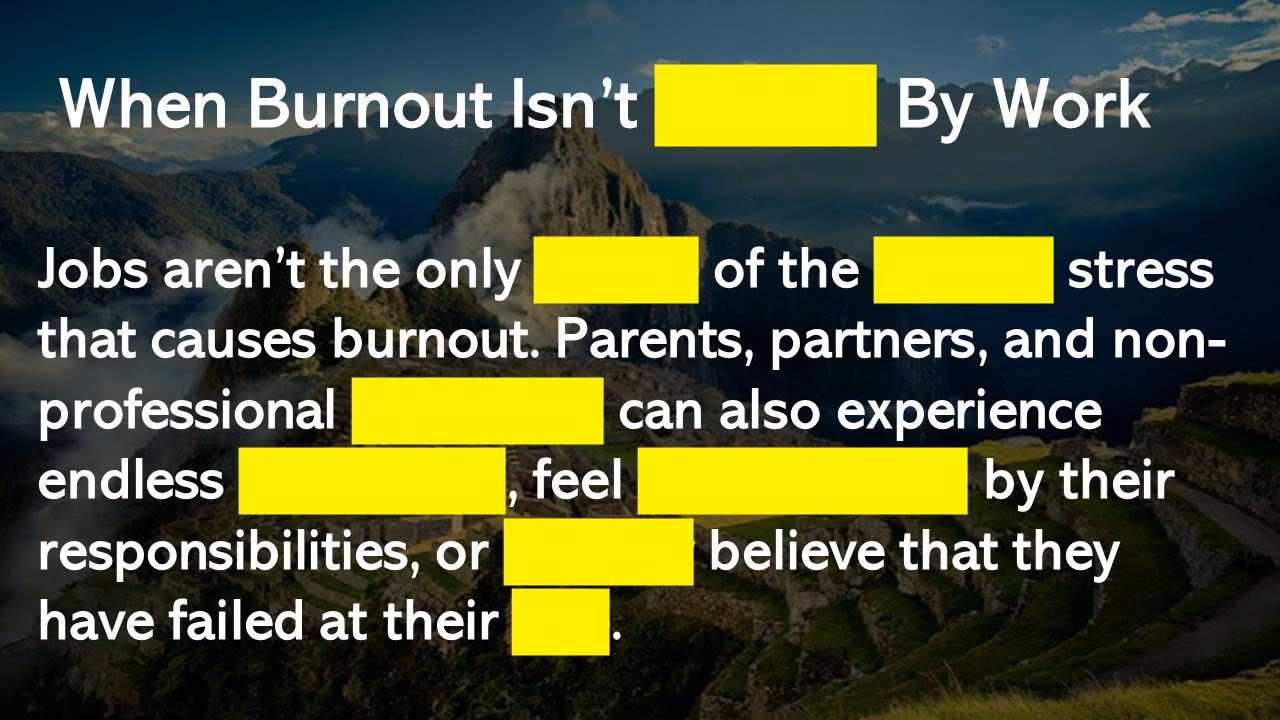 When Burnout Isn't By Work
Jobs aren't the only of the stress
that causes burnout. Parents, partners, and non-
professional can also experience
endless , feel by their
responsibilities, or believe that they
have failed at their .